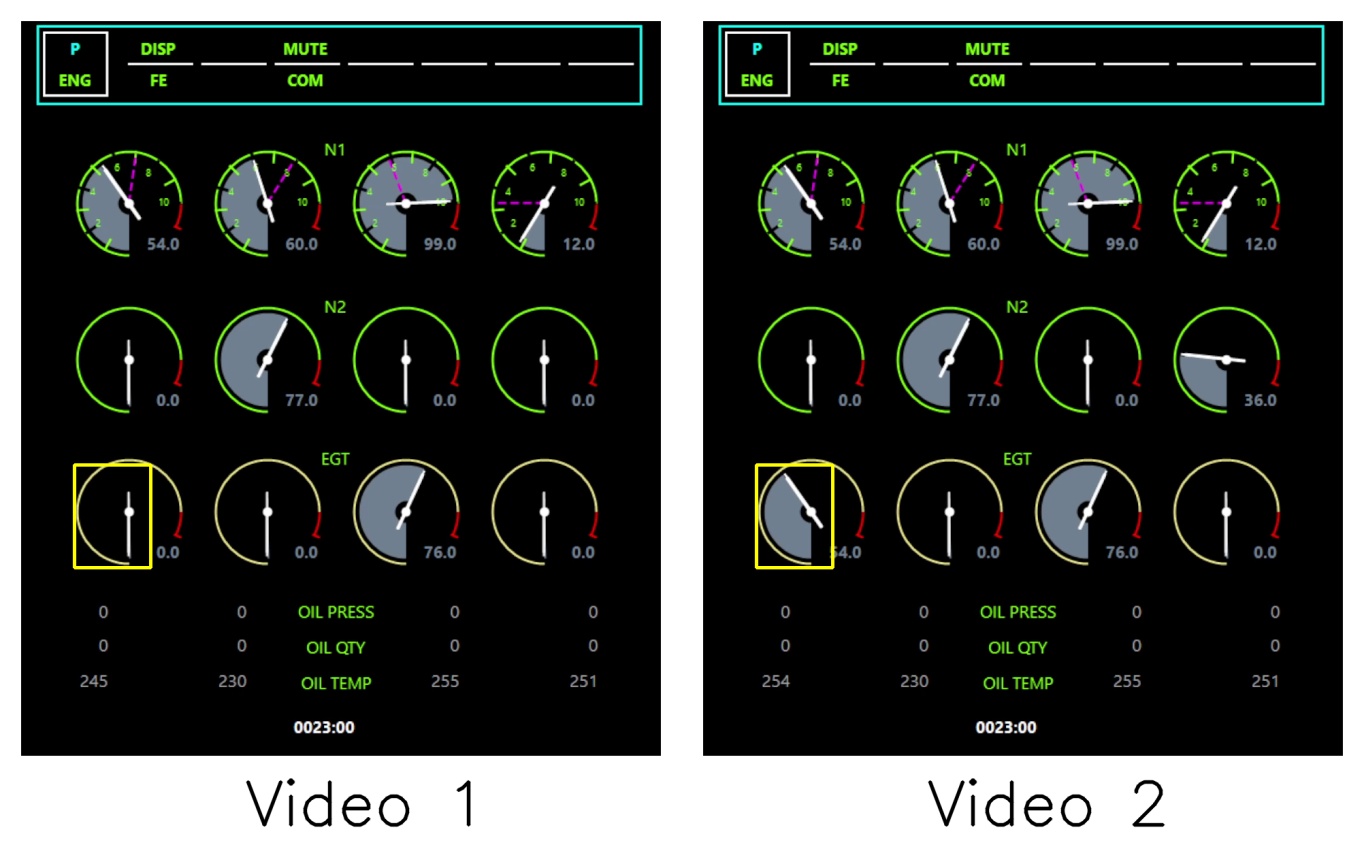 P DISP MUTE
ENG FE COM
N1
2 4 6 8 10
2 4 6 8 10
2 4 6 8 10
2 4 6 8 10
54.0 60.0 99.0 12.0
N2
0.0 77.0 0.0 0.0
EGT
0.0 0.0 76.0 0.0
0 0 OIL PRESS 0 0
0 0 OIL QTY 0 0
245 230 OIL TEMP 255 251
0023:00
Video 1
P DISP MUTE
ENG FE COM
N1
2 4 6 8 10
2 4 6 8 10
2 4 6 8 10
2 4 6 8 10
54.0 60.0 99.0 12.0
N2
0.0 77.0 0.0 36.0
EGT
54.0 0.0 76.0 0.0
0 0 OIL PRESS 0 0
0 0 OIL QTY 0 0
254 230 OIL TEMP 255 251
0023:00
Video 2